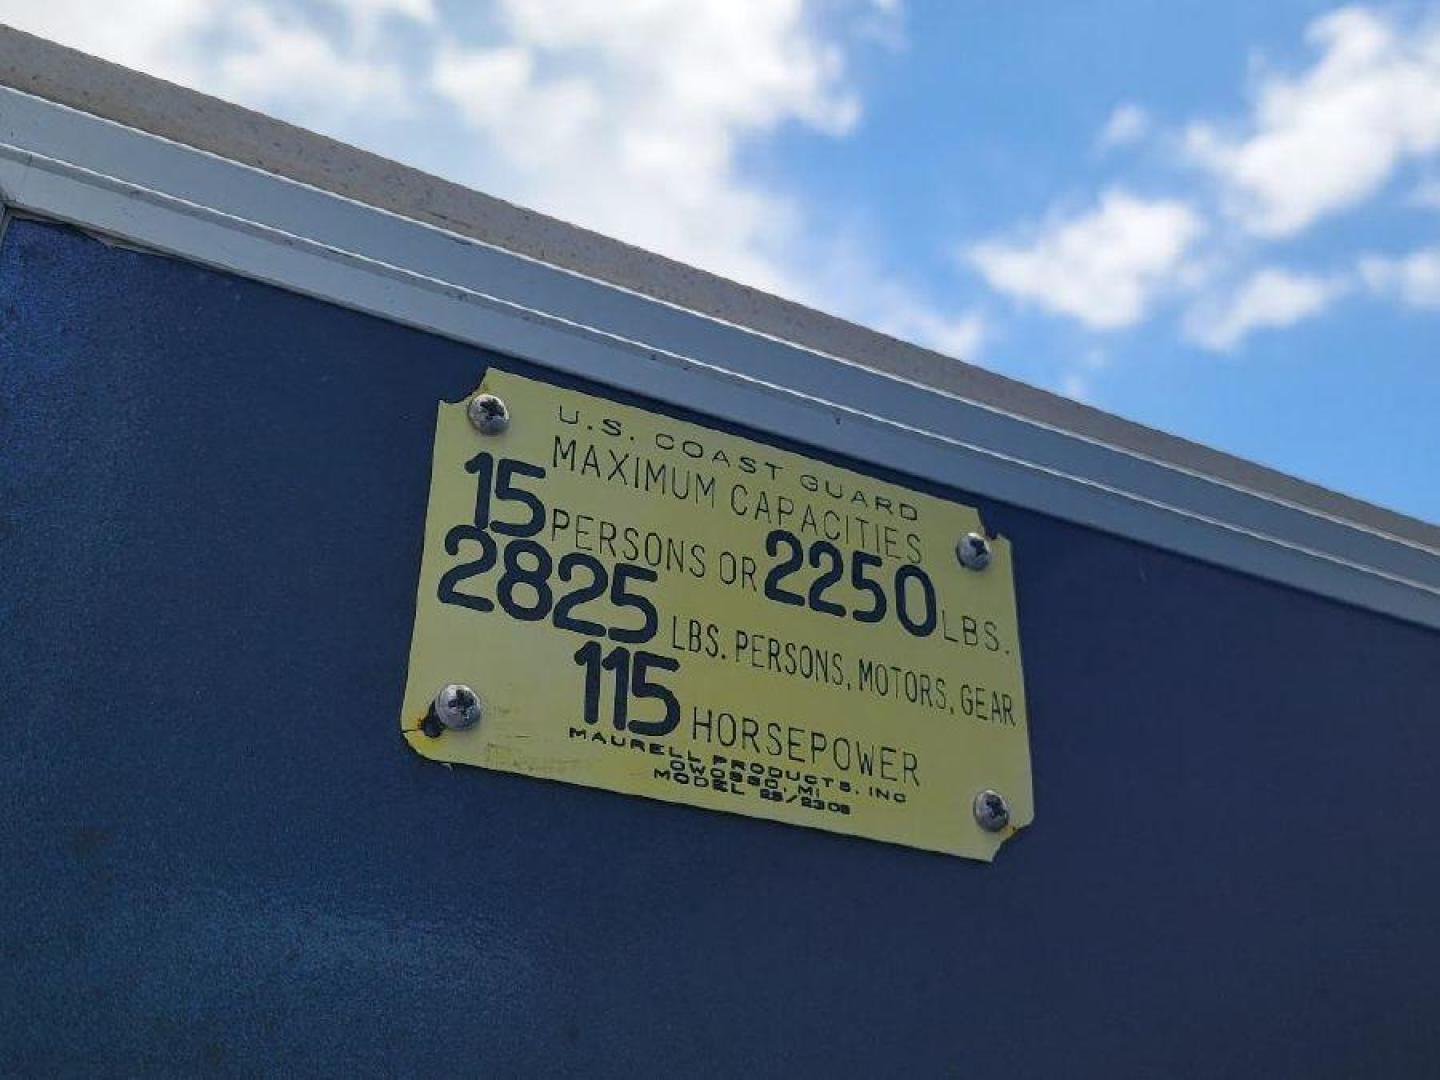 U.S. COAST GUARD
MAXIMUM CAPACITIES
15 PERSONS OR 2250 LBS.
2825 LBS. PERSONS, MOTORS, GEAR
115 HORSEPOWER
MAURELL PRODUCTS, INC
OWOSSO, MI
MODEL